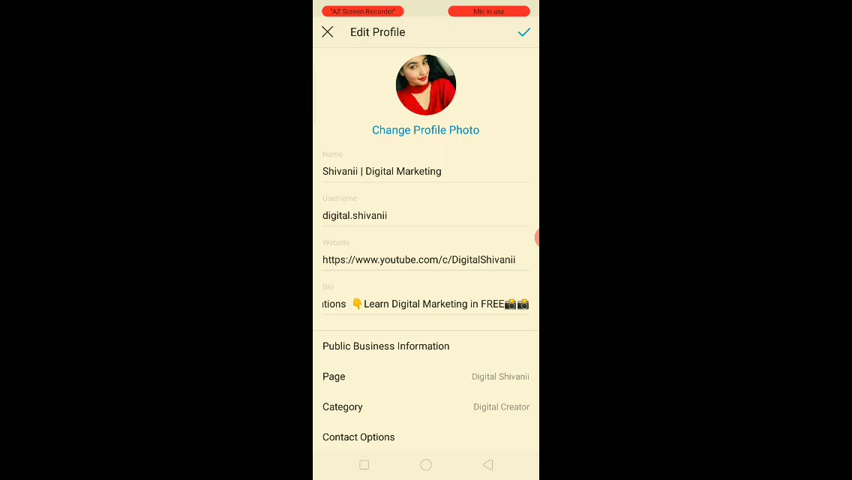 "AZ Screen Recorder"
Mic in use
Edit Profile
Change Profile Photo
Name
Shivanii | Digital Marketing
Username
digital.shivanii
Website
https://www.youtube.com/c/DigitalShivanii
Bio
tions 👇Learn Digital Marketing in FREE📸📸
Public Business Information
Page Digital Shivanii
Category Digital Creator
Contact Options